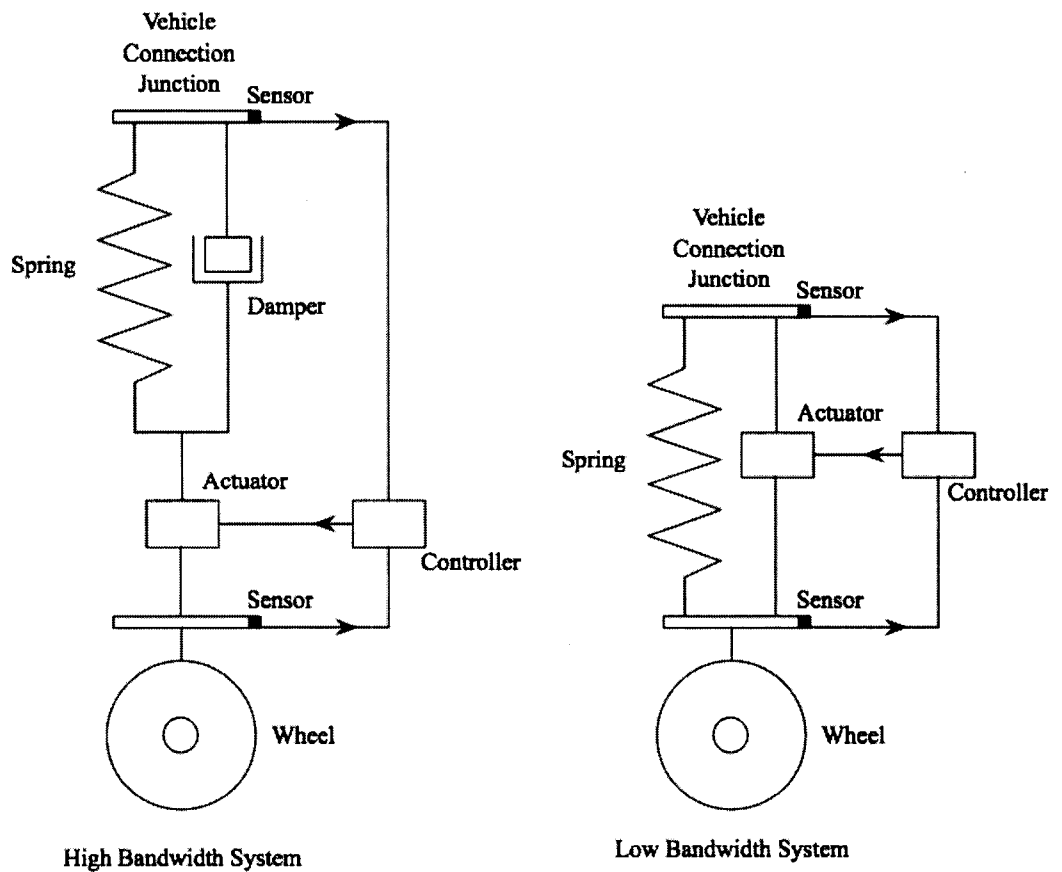 Vehicle
Connection
Junction
Sensor
Spring
Damper
Actuator
Controller
Sensor
Wheel
High Bandwidth System
Vehicle
Connection
Junction
Sensor
Actuator
Spring
Controller
Sensor
Wheel
Low Bandwidth System